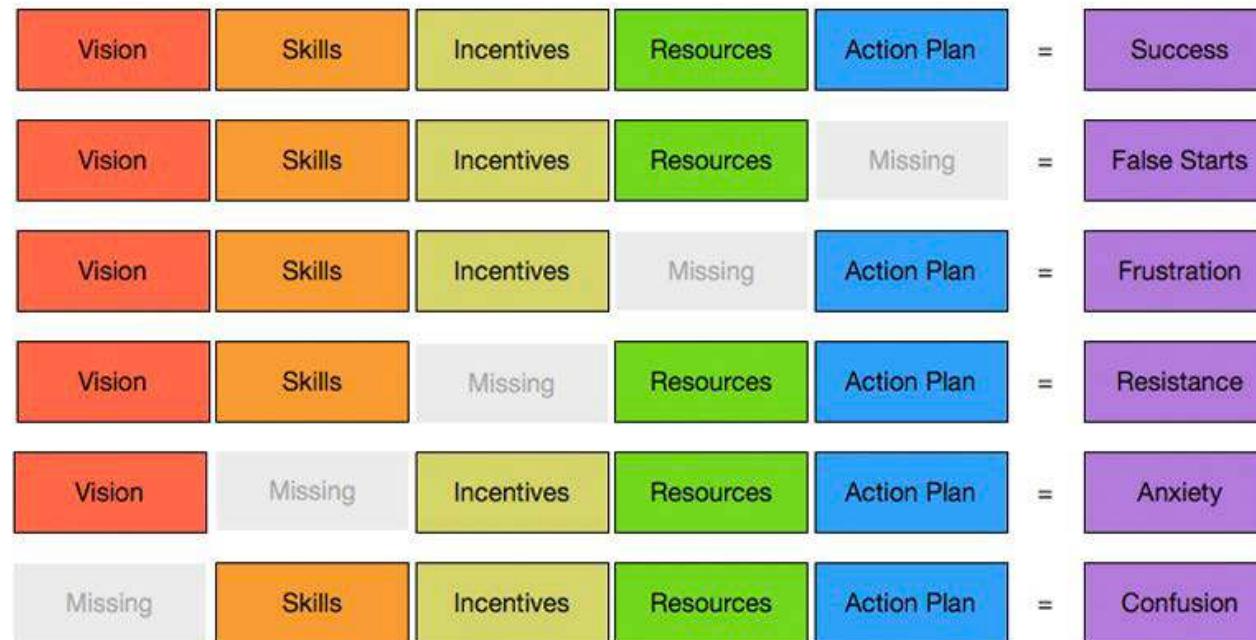 Vision Skills Incentives Resources Action Plan = Success
Vision Skills Incentives Resources Missing = False Starts
Vision Skills Incentives Missing Action Plan = Frustration
Vision Skills Missing Resources Action Plan = Resistance
Vision Missing Incentives Resources Action Plan = Anxiety
Missing Skills Incentives Resources Action Plan = Confusion